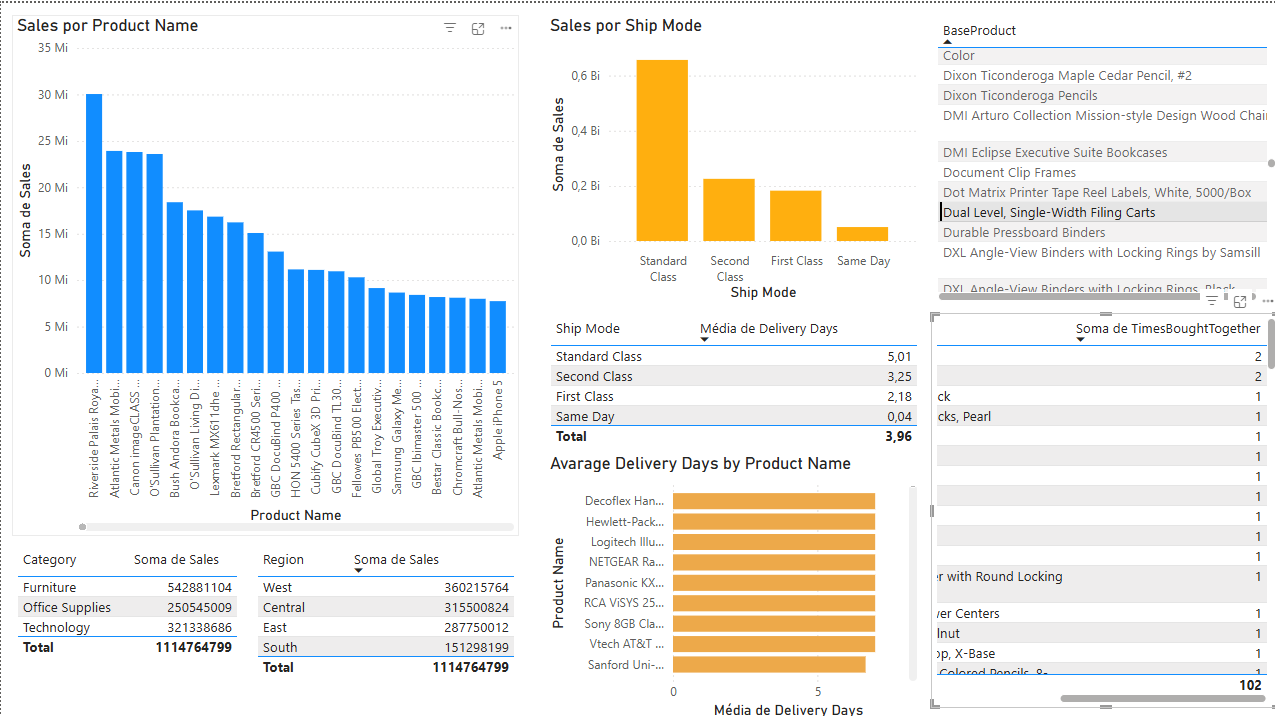 Sales por Product Name
35 Mi
30 Mi
25 Mi
20 Mi
15 Mi
10 Mi
5 Mi
0 Mi
Soma de Sales
Riverside Palais Roya...
Atlantic Metals Mobi...
Canon imageCLASS ...
O'Sullivan Plantation...
Bush Andora Bookca...
O'Sullivan Living Di...
Lexmark MX611dhe ...
Bretford Rectangular...
Bretford CR4500 Seri...
GBC DocuBind P400 ...
HON 5400 Series Tas...
Cubify CubeX 3D Pri...
GBC DocuBind TL30...
Fellowes PB500 Elect...
Global Troy Executiv...
Samsung Galaxy Me...
GBC Ibimaster 500 ...
Bestar Classic Bookc...
Chromcraft Bull-Nos...
Atlantic Metals Mobi...
Apple iPhone 5
Product Name
Category Soma de Sales
Furniture 542881104
Office Supplies 250545009
Technology 321338686
Total 1114764799
Region Soma de Sales
West 360215764
Central 315500824
East 287750012
South 151298199
Total 1114764799
Sales por Ship Mode
0,6 Bi
0,4 Bi
0,2 Bi
0,0 Bi
Soma de Sales
Standard
Class
Second
Class
First Class
Same Day
Ship Mode
Ship Mode Média de Delivery Days
Standard Class 5,01
Second Class 3,25
First Class 2,18
Same Day 0,04
Total 3,96
Avarage Delivery Days by Product Name
Product Name
Decoflex Han...
Hewlett-Pack...
Logitech Illu...
NETGEAR Ra...
Panasonic KX...
RCA ViSYS 25...
Sony 8GB Cla...
Vtech AT&T ...
Sanford Uni-...
0 5
Média de Delivery Days
BaseProduct
Color
Dixon Ticonderoga Maple Cedar Pencil, #2
Dixon Ticonderoga Pencils
DMI Arturo Collection Mission-style Design Wood Chair
DMI Eclipse Executive Suite Bookcases
Document Clip Frames
Dot Matrix Printer Tape Reel Labels, White, 5000/Box
Dual Level, Single-Width Filing Carts
Durable Pressboard Binders
DXL Angle-View Binders with Locking Rings by Samsill
DXL Angle-View Binders with Locking Rings, Black
Soma de TimesBoughtTogether
2
2
ck 1
cks, Pearl 1
1
1
1
1
1
1
1
er with Round Locking 1
wer Centers 1
lnut 1
op, X-Base 1
Colored Pencils, 8- 1
102